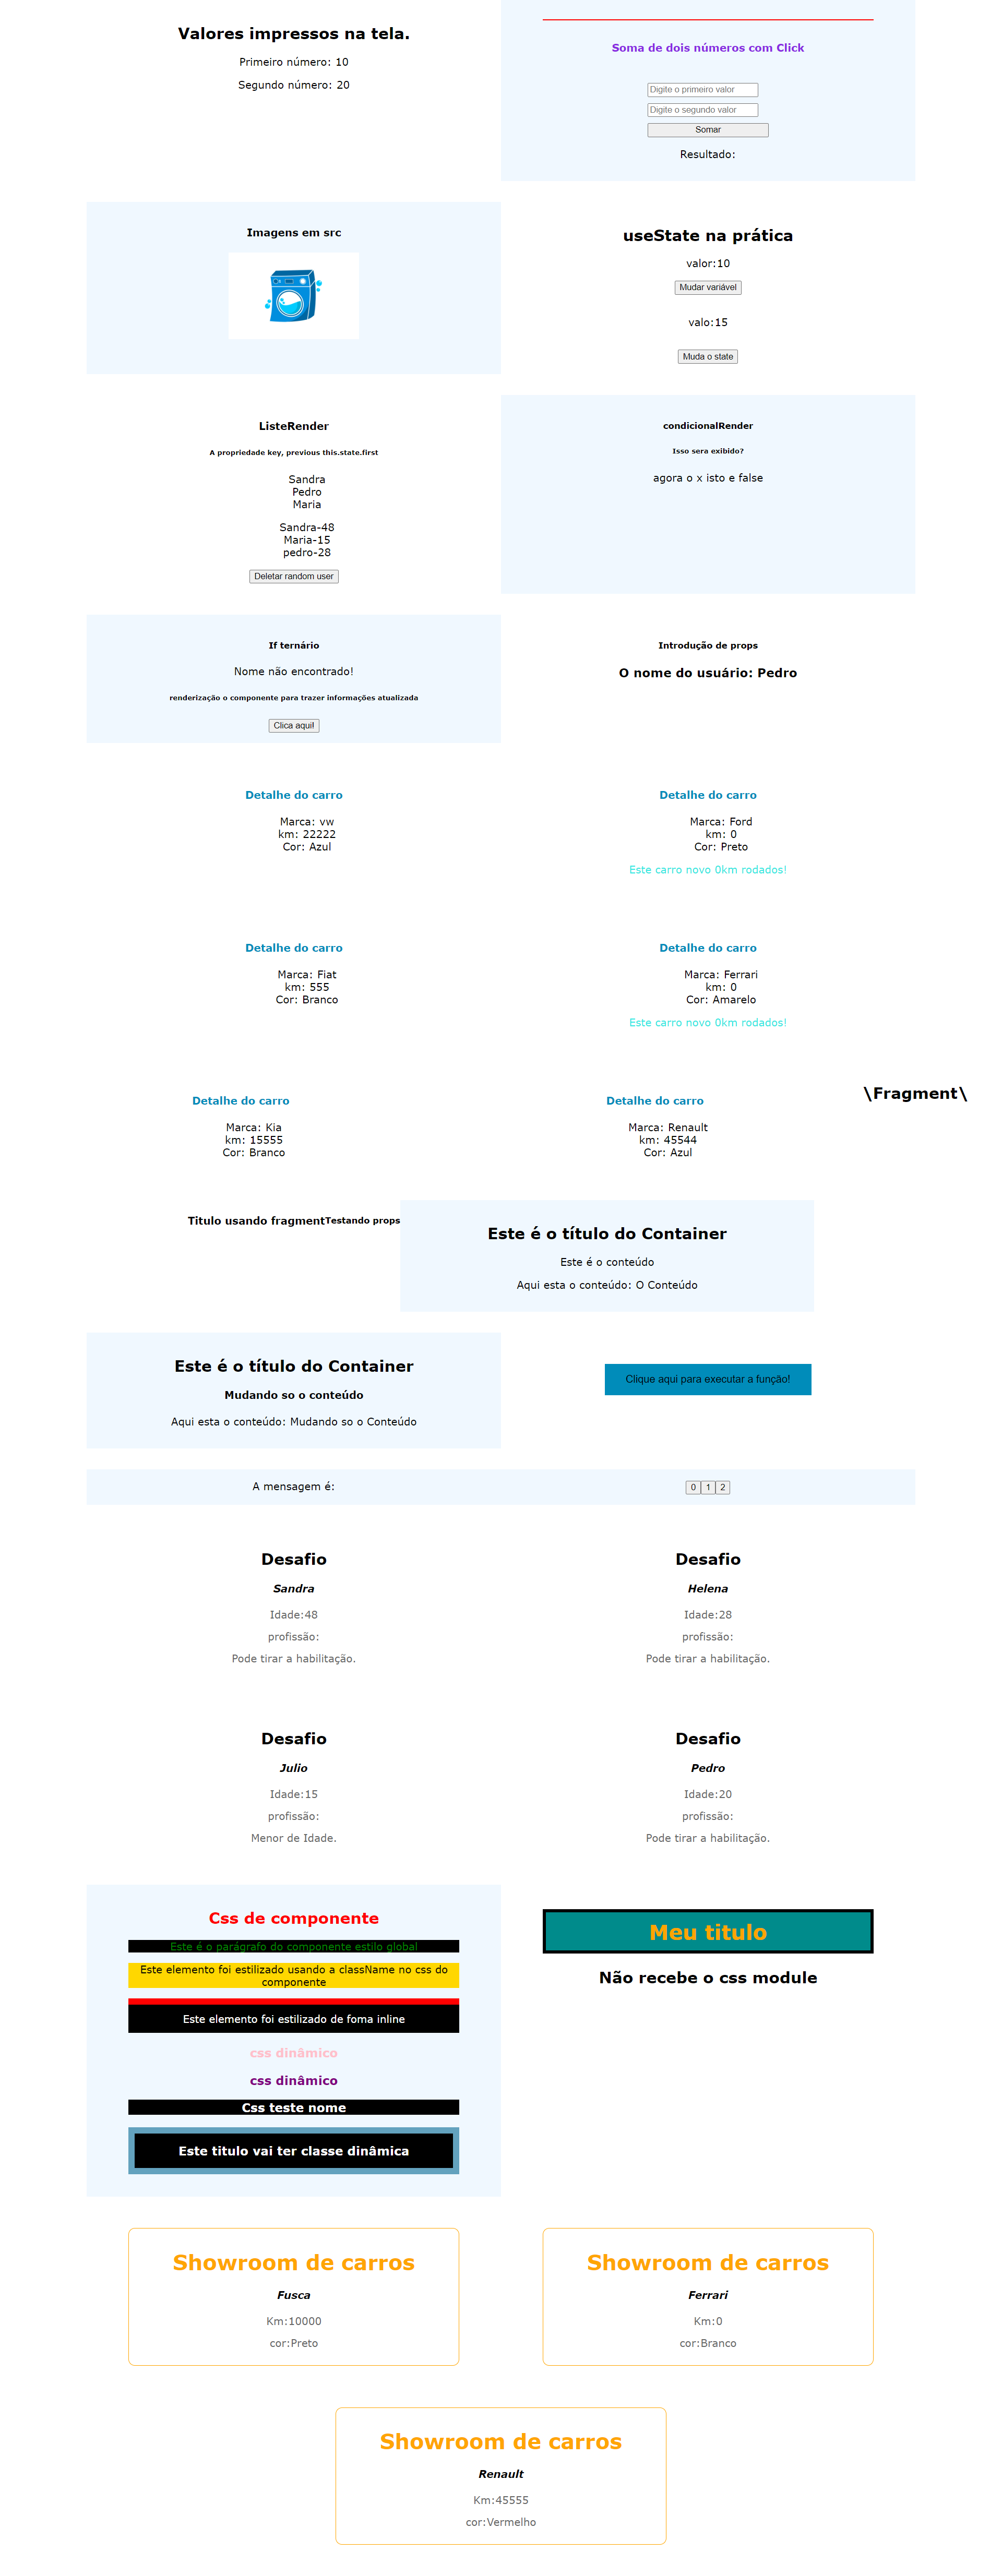 Valores impressos na tela.
Primeiro número: 10
Segundo número: 20
Soma de dois números com Click
Digite o primeiro valor
Digite o segundo valor
Somar
Resultado:
Imagens em src
useState na prática
valor:10
Mudar variável
valo:15
Muda o state
ListeRender
A propriedade key, previous this.state.first
Sandra
Pedro
Maria
Sandra-48
Maria-15
pedro-28
Deletar random user
condicionalRender
Isso sera exibido?
agora o x isto e false
If ternário
Nome não encontrado!
renderização o componente para trazer informações atualizada
Clica aqui!
Introdução de props
O nome do usuário: Pedro
Detalhe do carro
Marca: vw
km: 22222
Cor: Azul
Detalhe do carro
Marca: Ford
km: 0
Cor: Preto
Este carro novo 0km rodados!
Detalhe do carro
Marca: Fiat
km: 555
Cor: Branco
Detalhe do carro
Marca: Ferrari
km: 0
Cor: Amarelo
Este carro novo 0km rodados!
Detalhe do carro
Marca: Kia
km: 15555
Cor: Branco
Detalhe do carro
Marca: Renault
km: 45544
Cor: Azul
\Fragment\
Titulo usando fragment
Testando props
Este é o título do Container
Este é o conteúdo
Aqui esta o conteúdo: O Conteúdo
Este é o título do Container
Mudando so o conteúdo
Aqui esta o conteúdo: Mudando so o Conteúdo
Clique aqui para executar a função!
A mensagem é:
0 1 2
Desafio
Sandra
Idade:48
profissão:
Pode tirar a habilitação.
Desafio
Helena
Idade:28
profissão:
Pode tirar a habilitação.
Desafio
Julio
Idade:15
profissão:
Menor de Idade.
Desafio
Pedro
Idade:20
profissão:
Pode tirar a habilitação.
Css de componente
Este é o parágrafo do componente estilo global
Este elemento foi estilizado usando a className no css do
componente
Este elemento foi estilizado de foma inline
css dinâmico
css dinâmico
Css teste nome
Este titulo vai ter classe dinâmica
Meu titulo
Não recebe o css module
Showroom de carros
Fusca
Km:10000
cor:Preto
Showroom de carros
Ferrari
Km:0
cor:Branco
Showroom de carros
Renault
Km:45555
cor:Vermelho